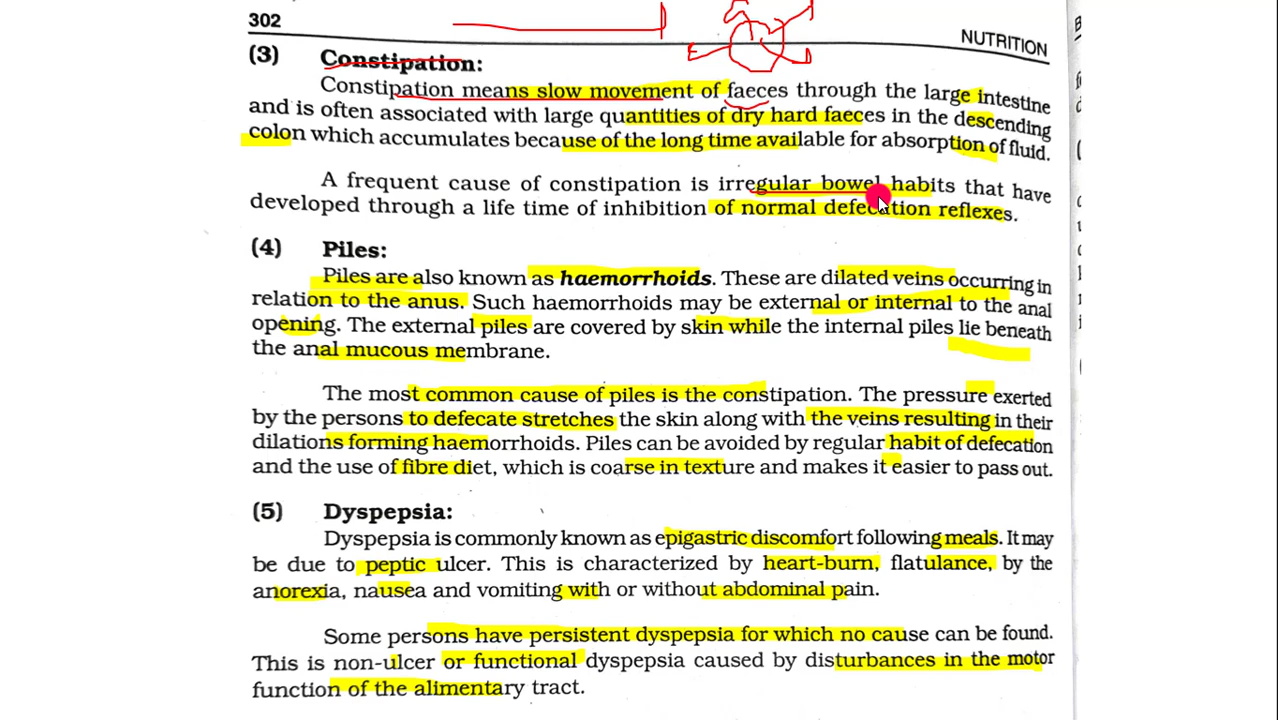 302
NUTRITION
(3) Constipation:
Constipation means slow movement of faeces through the large intestine
and is often associated with large quantities of dry hard faeces in the descending
colon which accumulates because of the long time available for absorption of fluid.
A frequent cause of constipation is irregular bowel habits that have
developed through a life time of inhibition of normal defecation reflexes.
(4) Piles:
Piles are also known as haemorrhoids. These are dilated veins occurring in
relation to the anus. Such haemorrhoids may be external or internal to the anal
opening. The external piles are covered by skin while the internal piles lie beneath
the anal mucous membrane.
The most common cause of piles is the constipation. The pressure exerted
by the persons to defecate stretches the skin along with the veins resulting in their
dilations forming haemorrhoids. Piles can be avoided by regular habit of defecation
and the use of fibre diet, which is coarse in texture and makes it easier to pass out.
(5) Dyspepsia:
Dyspepsia is commonly known as epigastric discomfort following meals. It may
be due to peptic ulcer. This is characterized by heart-burn, flatulance, by the
anorexia, nausea and vomiting with or without abdominal pain.
Some persons have persistent dyspepsia for which no cause can be found.
This is non-ulcer or functional dyspepsia caused by disturbances in the motor
function of the alimentary tract.